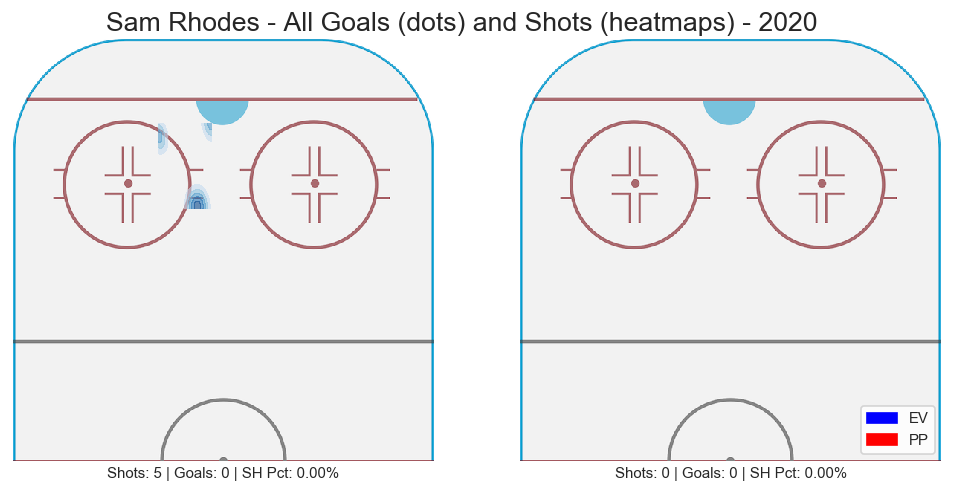 Sam Rhodes - All Goals (dots) and Shots (heatmaps) - 2020
EV
PP
Shots: 5 | Goals: 0 | SH Pct: 0.00%
Shots: 0 | Goals: 0 | SH Pct: 0.00%